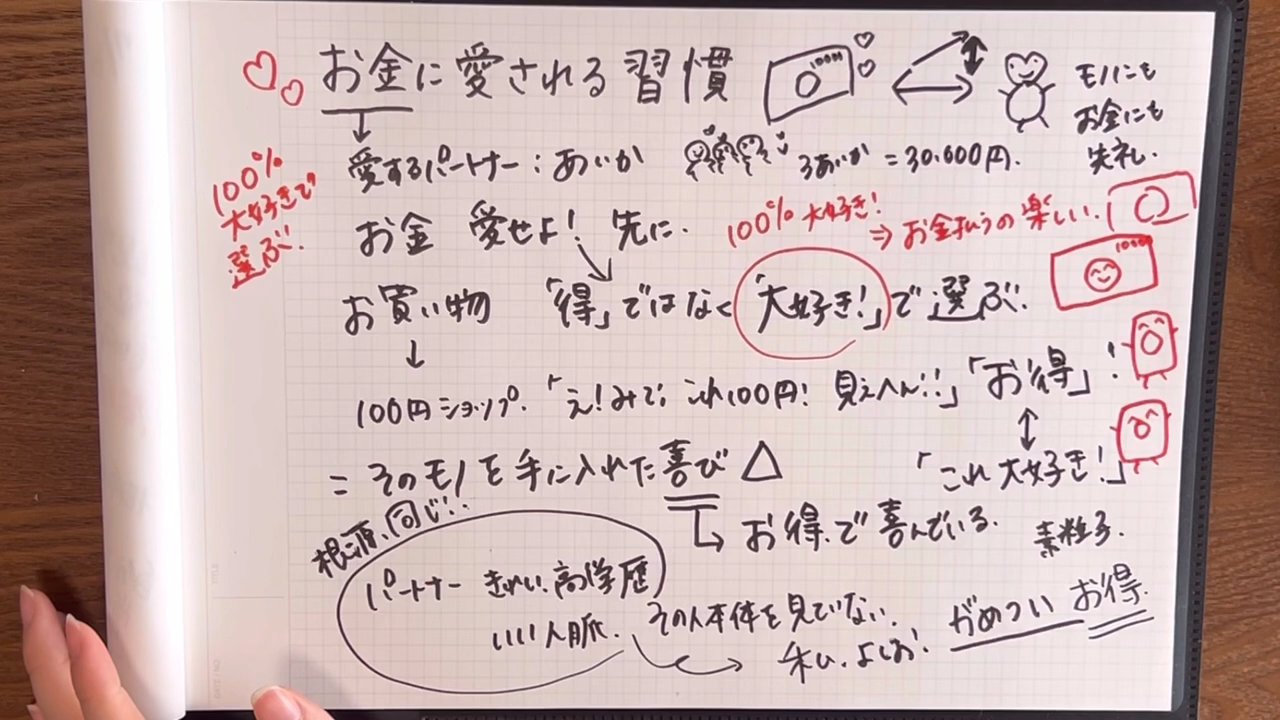 お金に愛される習慣
100M
モノにも
お金にも
失礼.
愛するパートナー:あいか 3あいか=30.000円.
100%
大好きで
選ぶ!
お金 愛せよ! 先に.
100%大好き!
⇒お金払うの楽しい.
お買い物 「得」ではなく「大好き!」で選ぶ.
100円ショップ.「え!みて!これ100円!見えへん!!」「お得」!
「これ大好き!」
=そのモノを手に入れた喜び △
お得で喜んでいる.
素粒子.
根源、同じ!!
パートナー きれい.高学歴
いい人脈.
その人本体を見ていない.
私い.よしお!
がめつい お得.